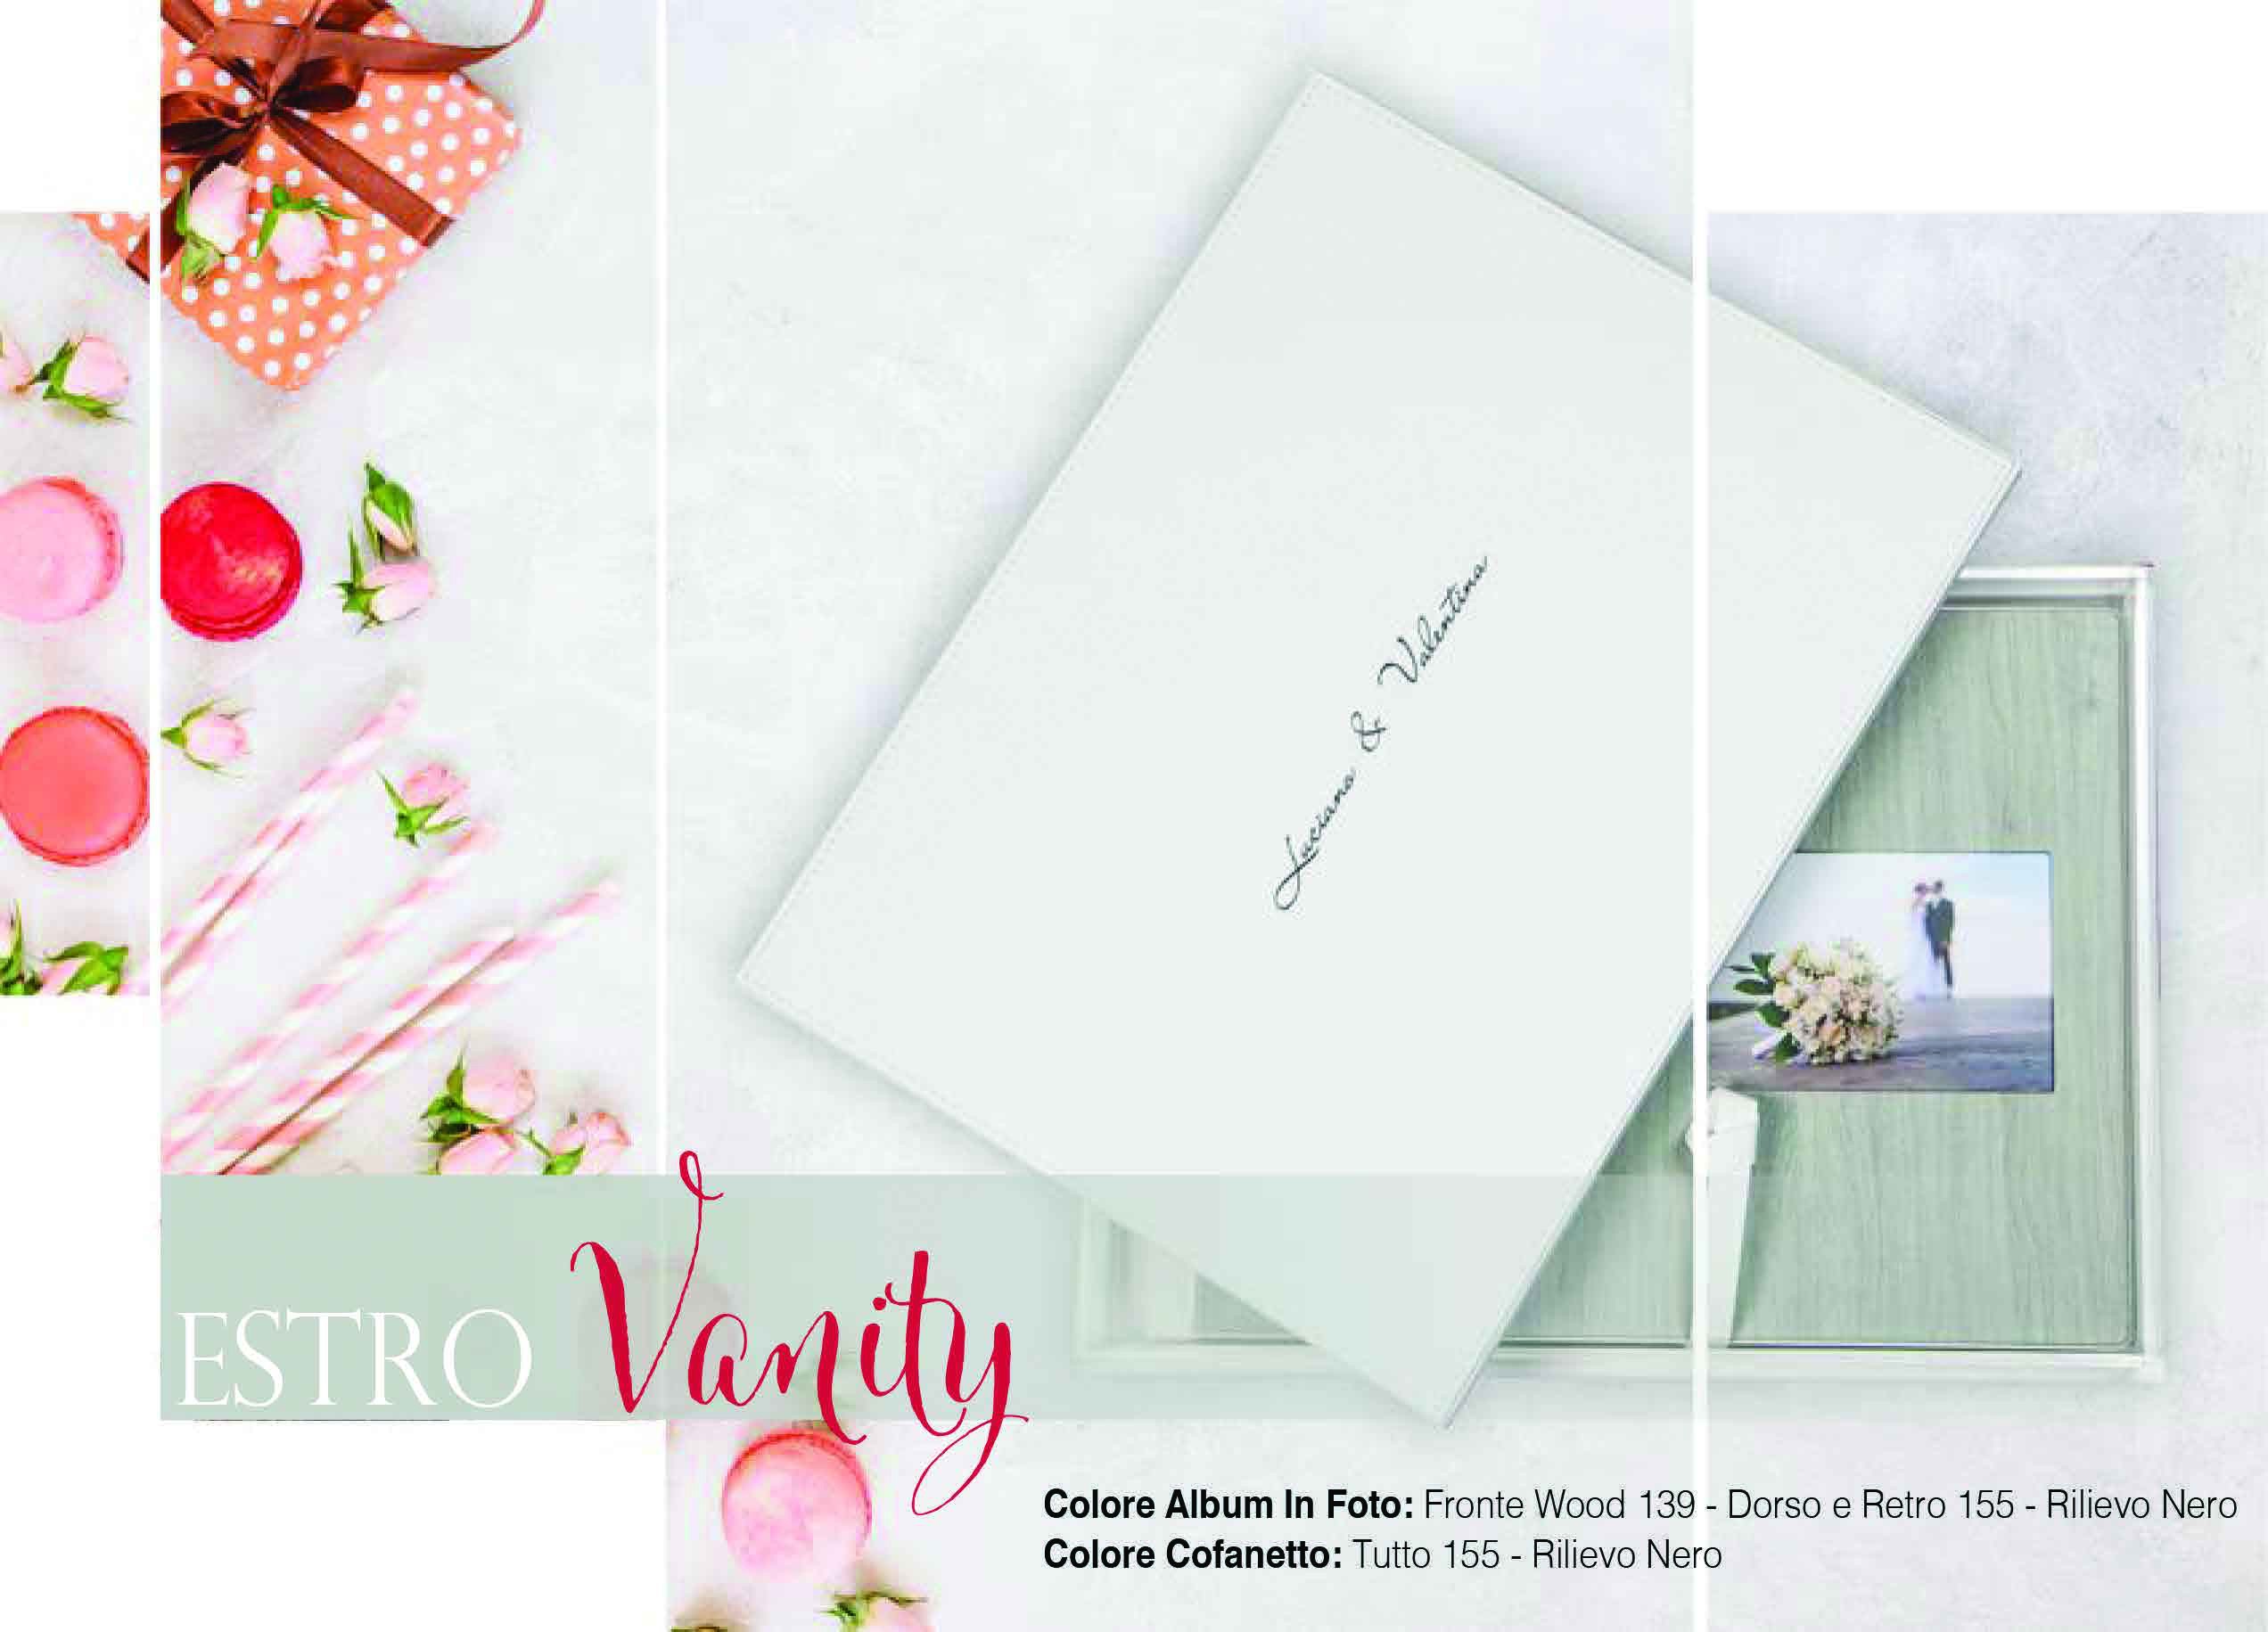 Luciano & Valentina
ESTRO Vanity
Colore Album In Foto: Fronte Wood 139 - Dorso e Retro 155 - Rilievo Nero
Colore Cofanetto: Tutto 155 - Rilievo Nero